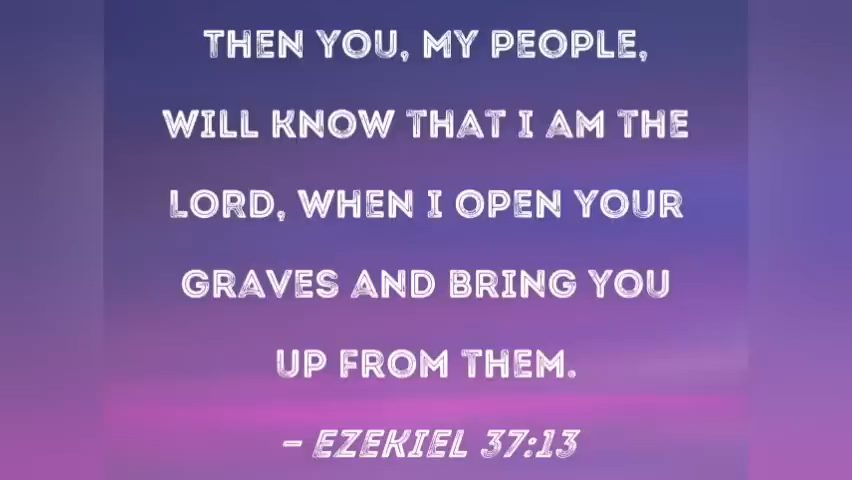 THEN YOU, MY PEOPLE,
WILL KNOW THAT I AM THE
LORD, WHEN I OPEN YOUR
GRAVES AND BRING YOU
UP FROM THEM.
– EZEKIEL 37:13